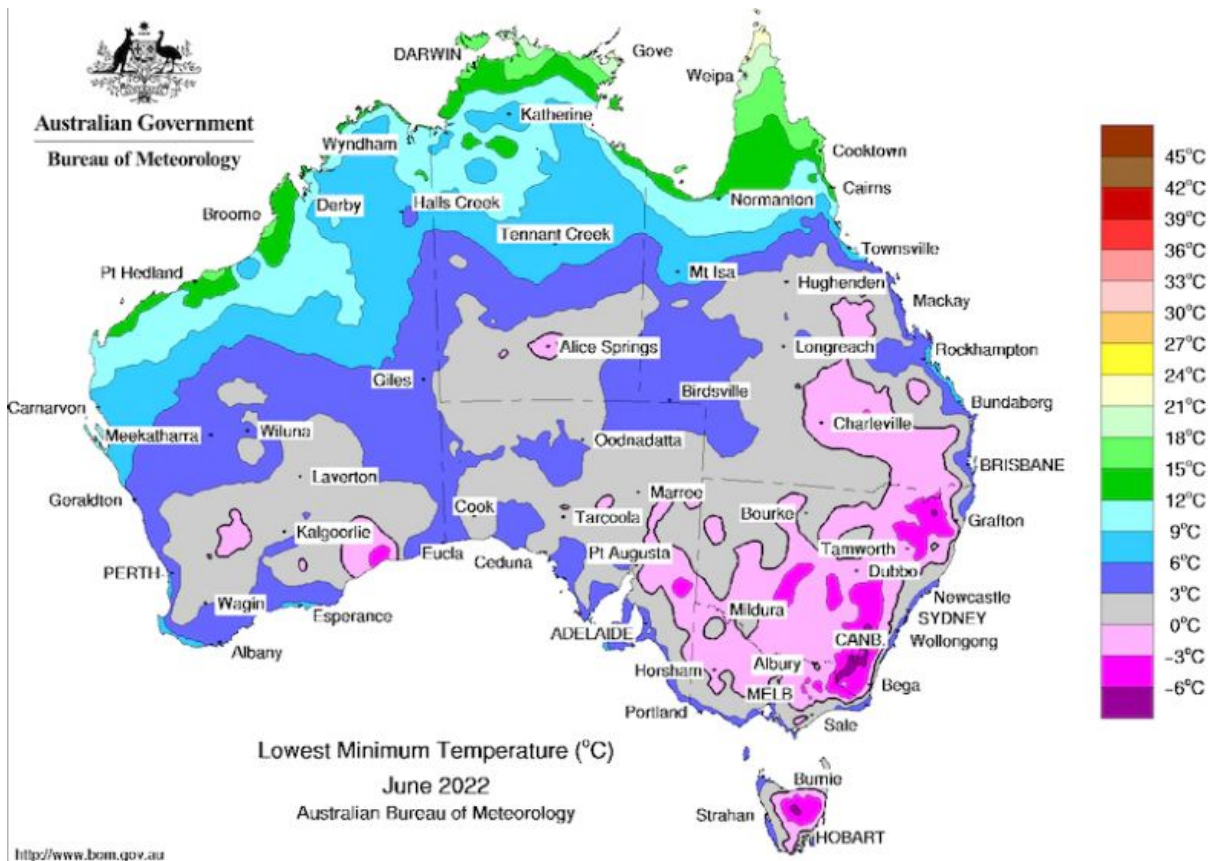 Australian Government
Bureau of Meteorology
DARWIN
Gove
Weipa
Katherine
Wyndham
Cooktown
Cairns
Broome
Derby
Halls Creek
Normanton
Tennant Creek
Townsville
Pt Hedland
Mt Isa
Hughenden
Mackay
Alice Springs
Longreach
Rockhampton
Giles
Birdsville
Carnarvon
Bundaberg
Meekatharra
Wiluna
Charleville
Oodnadatta
BRISBANE
Laverton
Geraldton
Marree
Cook
Tarcoola
Bourke
Grafton
Kalgoorlie
Eucla
Ceduna
Pt Augusta
Tamworth
PERTH
Dubbo
Wagin
Esperance
Mildura
Newcastle
SYDNEY
ADELAIDE
CANB.
Wollongong
Albany
Horsham
Albury
Bega
MELB
Portland
Sale
Lowest Minimum Temperature (°C)
June 2022
Australian Bureau of Meteorology
Burnie
Strahan
HOBART
45°C
42°C
39°C
36°C
33°C
30°C
27°C
24°C
21°C
18°C
15°C
12°C
9°C
6°C
3°C
0°C
-3°C
-6°C
http://www.bom.gov.au